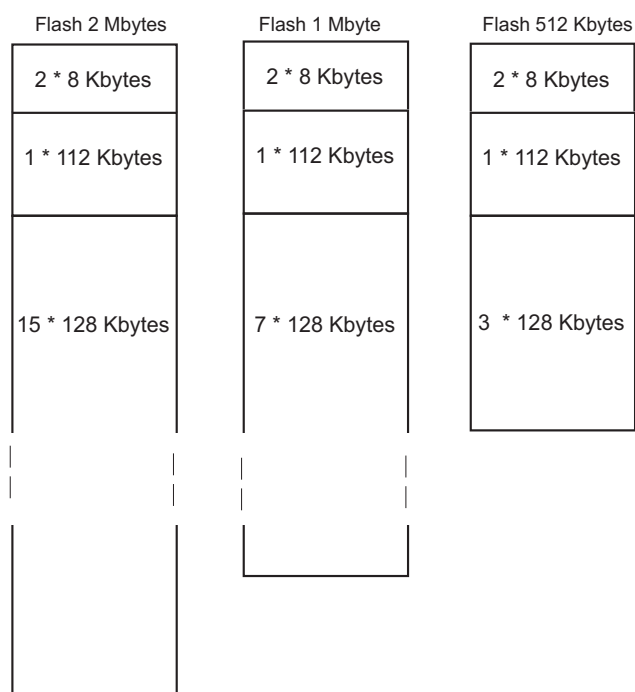 Flash 2 Mbytes
Flash 1 Mbyte
Flash 512 Kbytes
2 * 8 Kbytes
2 * 8 Kbytes
2 * 8 Kbytes
1 * 112 Kbytes
1 * 112 Kbytes
1 * 112 Kbytes
15 * 128 Kbytes
7 * 128 Kbytes
3 * 128 Kbytes